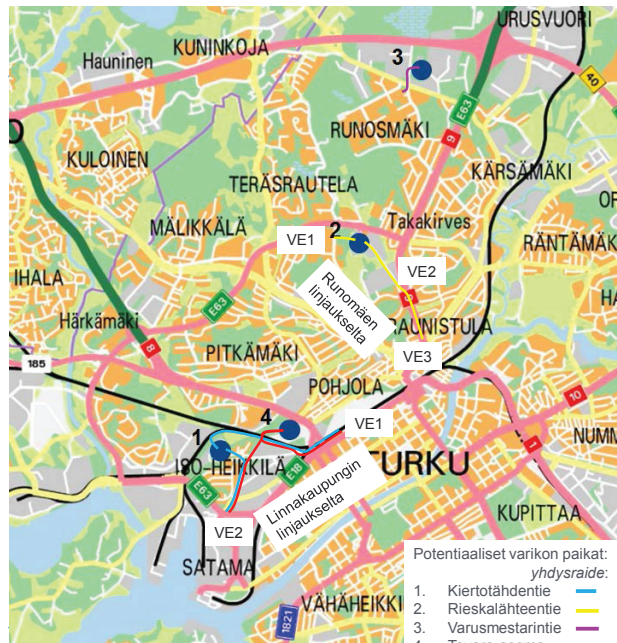 URUSVUORI
KUNINKOJA
Hauninen
3
40
E63
RUNOSMÄKI
9
KULOINEN
KÄRSÄMÄKI
TERÄSRAUTELA
MÄLIKKÄLÄ
Takakirves
2
VE1
RÄNTÄMÄK
VE2
IHALA
E63
Runomäen
linjaukselta
Härkämäki
8
RAUNISTULA
185
PITKÄMÄKI
VE3
POHJOLA
10
4
VE1
1
1
NUMM
ISO-HEIKKILÄ
TURKU
E18
E63
Linnakaupungin
linjaukselta
VE2
KUPITTAA
SATAMA
VÄHÄHEIKKI
1821
Potentiaaliset varikon paikat:
yhdysraide:
1. Kiertotähdentie
2. Rieskalähteentie
3. Varusmestarintie